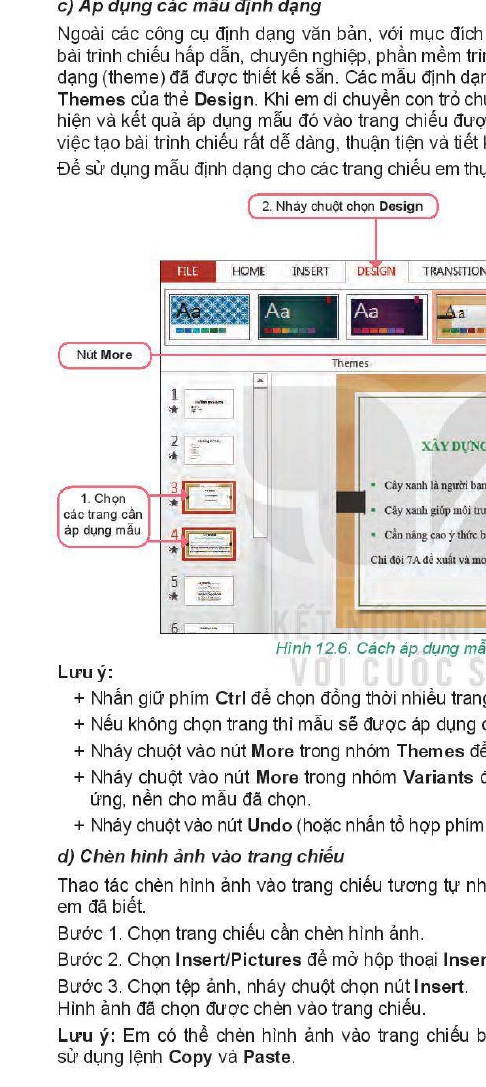 c) Áp dụng các mẫu định dạng
Ngoài các công cụ định dạng văn bản, với mục đích
bài trình chiếu hấp dẫn, chuyên nghiệp, phần mềm
dạng (theme) đã được thiết kế sẵn. Các mẫu định
Themes của thẻ Design. Khi em di chuyển con trỏ
hiện và kết quả áp dụng mẫu đó vào trang chiếu
việc tạo bài trình chiếu rất dễ dàng, thuận tiện và tiết
Để sử dụng mẫu định dạng cho các trang chiếu em
2. Nháy chuột chọn Design
FILE HOME INSERT DESIGN TRANSITION
Aa Aa Aa Aa
Nút More
Themes
1
2
3
4
5
6
1. Chọn
các trang cần
áp dụng mẫu
XÂY DỰNG
Cây xanh là người bạn
Cây xanh giúp môi
Cần nâng cao ý thức
Chi đội 7A đề xuất và
KẾT NỐI TRI
VỚI CUỘC S
Hình 12.6. Cách áp dụng
Lưu ý:
+ Nhấn giữ phím Ctrl để chọn đồng thời nhiều trang
+ Nếu không chọn trang thì mẫu sẽ được áp dụng
+ Nháy chuột vào nút More trong nhóm Themes để
+ Nháy chuột vào nút More trong nhóm Variants
ứng, nền cho mẫu đã chọn.
+ Nháy chuột vào nút Undo (hoặc nhấn tổ hợp phím
d) Chèn hình ảnh vào trang chiếu
Thao tác chèn hình ảnh vào trang chiếu tương tự
em đã biết.
Bước 1. Chọn trang chiếu cần chèn hình ảnh.
Bước 2. Chọn Insert/Pictures để mở hộp thoại Inser
Bước 3. Chọn tệp ảnh, nháy chuột chọn nút Insert.
Hình ảnh đã chọn được chèn vào trang chiếu.
Lưu ý: Em có thể chèn hình ảnh vào trang chiếu
sử dụng lệnh Copy và Paste.